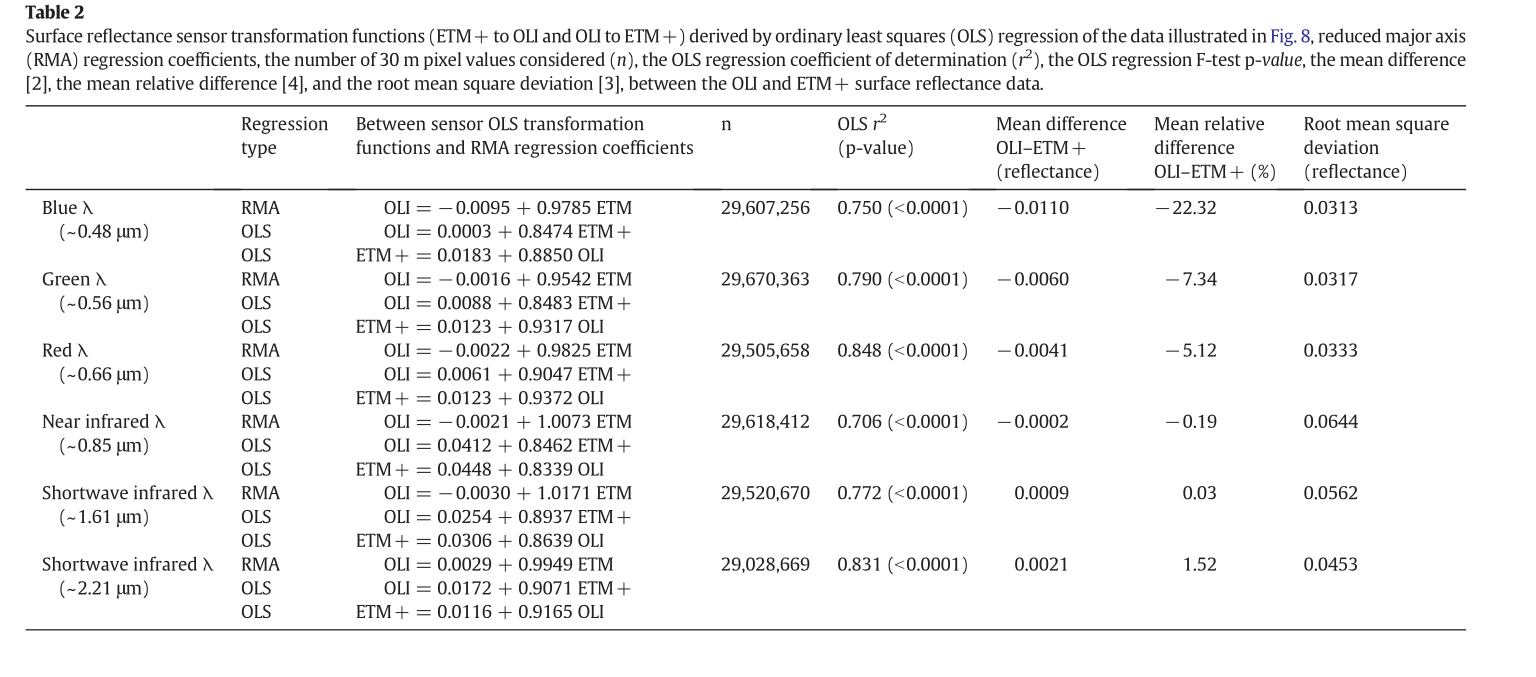 Table 2
Surface reflectance sensor transformation functions (ETM+ to OLI and OLI to ETM+) derived by ordinary least squares (OLS) regression of the data illustrated in Fig. 8, reduced major axis
(RMA) regression coefficients, the number of 30 m pixel values considered (n), the OLS regression coefficient of determination (r²), the OLS regression F-test p-value, the mean difference
[2], the mean relative difference [4], and the root mean square deviation [3], between the OLI and ETM+ surface reflectance data.
Regression Between sensor OLS transformation n OLS r² Mean difference Mean relative Root mean square
type functions and RMA regression coefficients (p-value) OLI–ETM+ difference deviation
(reflectance) OLI–ETM+ (%) (reflectance)
Blue λ RMA OLI = −0.0095 + 0.9785 ETM 29,607,256 0.750 (<0.0001) −0.0110 −22.32 0.0313
(~0.48 μm) OLS OLI = 0.0003 + 0.8474 ETM+
OLS ETM+ = 0.0183 + 0.8850 OLI
Green λ RMA OLI = −0.0016 + 0.9542 ETM 29,670,363 0.790 (<0.0001) −0.0060 −7.34 0.0317
(~0.56 μm) OLS OLI = 0.0088 + 0.8483 ETM+
OLS ETM+ = 0.0123 + 0.9317 OLI
Red λ RMA OLI = −0.0022 + 0.9825 ETM 29,505,658 0.848 (<0.0001) −0.0041 −5.12 0.0333
(~0.66 μm) OLS OLI = 0.0061 + 0.9047 ETM+
OLS ETM+ = 0.0123 + 0.9372 OLI
Near infrared λ RMA OLI = −0.0021 + 1.0073 ETM 29,618,412 0.706 (<0.0001) −0.0002 −0.19 0.0644
(~0.85 μm) OLS OLI = 0.0412 + 0.8462 ETM+
OLS ETM+ = 0.0448 + 0.8339 OLI
Shortwave infrared λ RMA OLI = −0.0030 + 1.0171 ETM 29,520,670 0.772 (<0.0001) 0.0009 0.03 0.0562
(~1.61 μm) OLS OLI = 0.0254 + 0.8937 ETM+
OLS ETM+ = 0.0306 + 0.8639 OLI
Shortwave infrared λ RMA OLI = 0.0029 + 0.9949 ETM 29,028,669 0.831 (<0.0001) 0.0021 1.52 0.0453
(~2.21 μm) OLS OLI = 0.0172 + 0.9071 ETM+
OLS ETM+ = 0.0116 + 0.9165 OLI